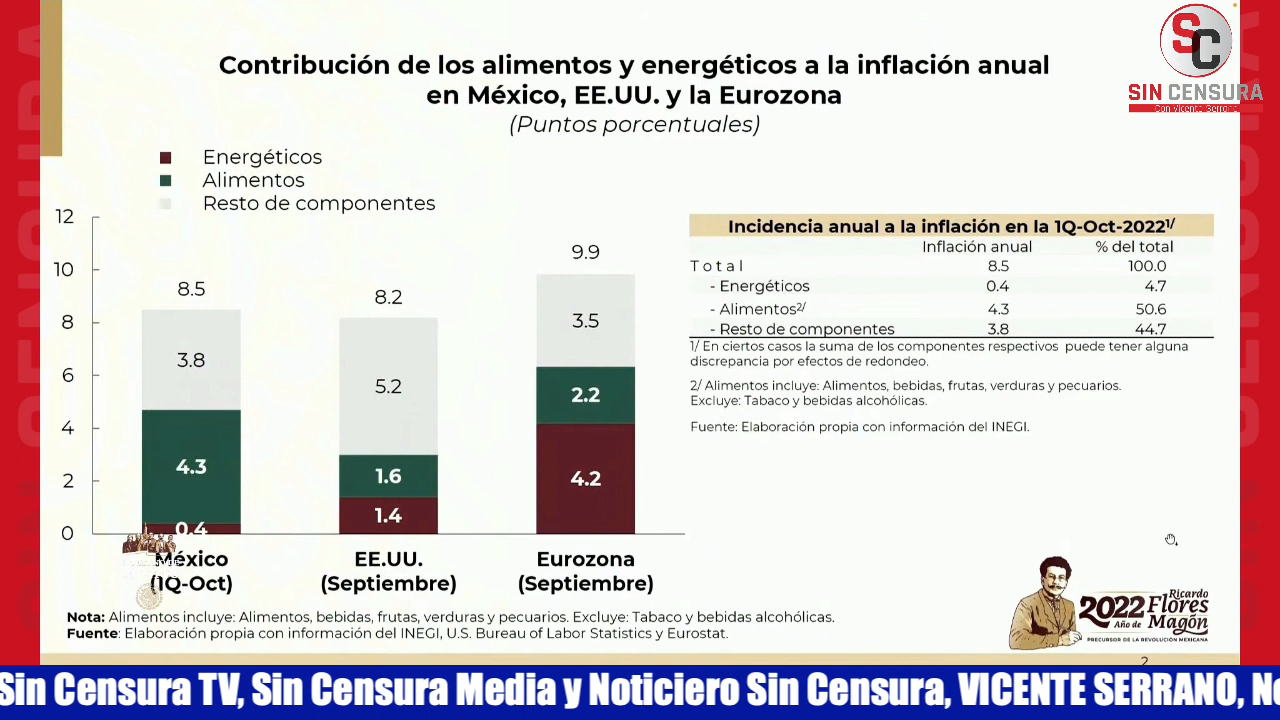 Contribución de los alimentos y energéticos a la inflación anual
en México, EE.UU. y la Eurozona
(Puntos porcentuales)
SC
SIN CENSURA
Con Vicente Serrano
Energéticos
Alimentos
Resto de componentes
12
10
8
6
4
2
0
8.5
3.8
4.3
0.4
8.2
5.2
1.6
1.4
9.9
3.5
2.2
4.2
México
(1Q-Oct)
EE.UU.
(Septiembre)
Eurozona
(Septiembre)
Incidencia anual a la inflación en la 1Q-Oct-2022 1/
Inflación anual % del total
Total 8.5 100.0
- Energéticos 0.4 4.7
- Alimentos 2/ 4.3 50.6
- Resto de componentes 3.8 44.7
1/ En ciertos casos la suma de los componentes respectivos puede tener alguna
discrepancia por efectos de redondeo.
2/ Alimentos incluye: Alimentos, bebidas, frutas, verduras y pecuarios.
Excluye: Tabaco y bebidas alcohólicas.
Fuente: Elaboración propia con información del INEGI.
Nota: Alimentos incluye: Alimentos, bebidas, frutas, verduras y pecuarios. Excluye: Tabaco y bebidas alcohólicas.
Fuente: Elaboración propia con información del INEGI, U.S. Bureau of Labor Statistics y Eurostat.
2022 Ricardo
Año de Flores
Magón
PRECURSOR DE LA REVOLUCIÓN MEXICANA
2
Sin Censura TV, Sin Censura Media y Noticiero Sin Censura, VICENTE SERRANO,